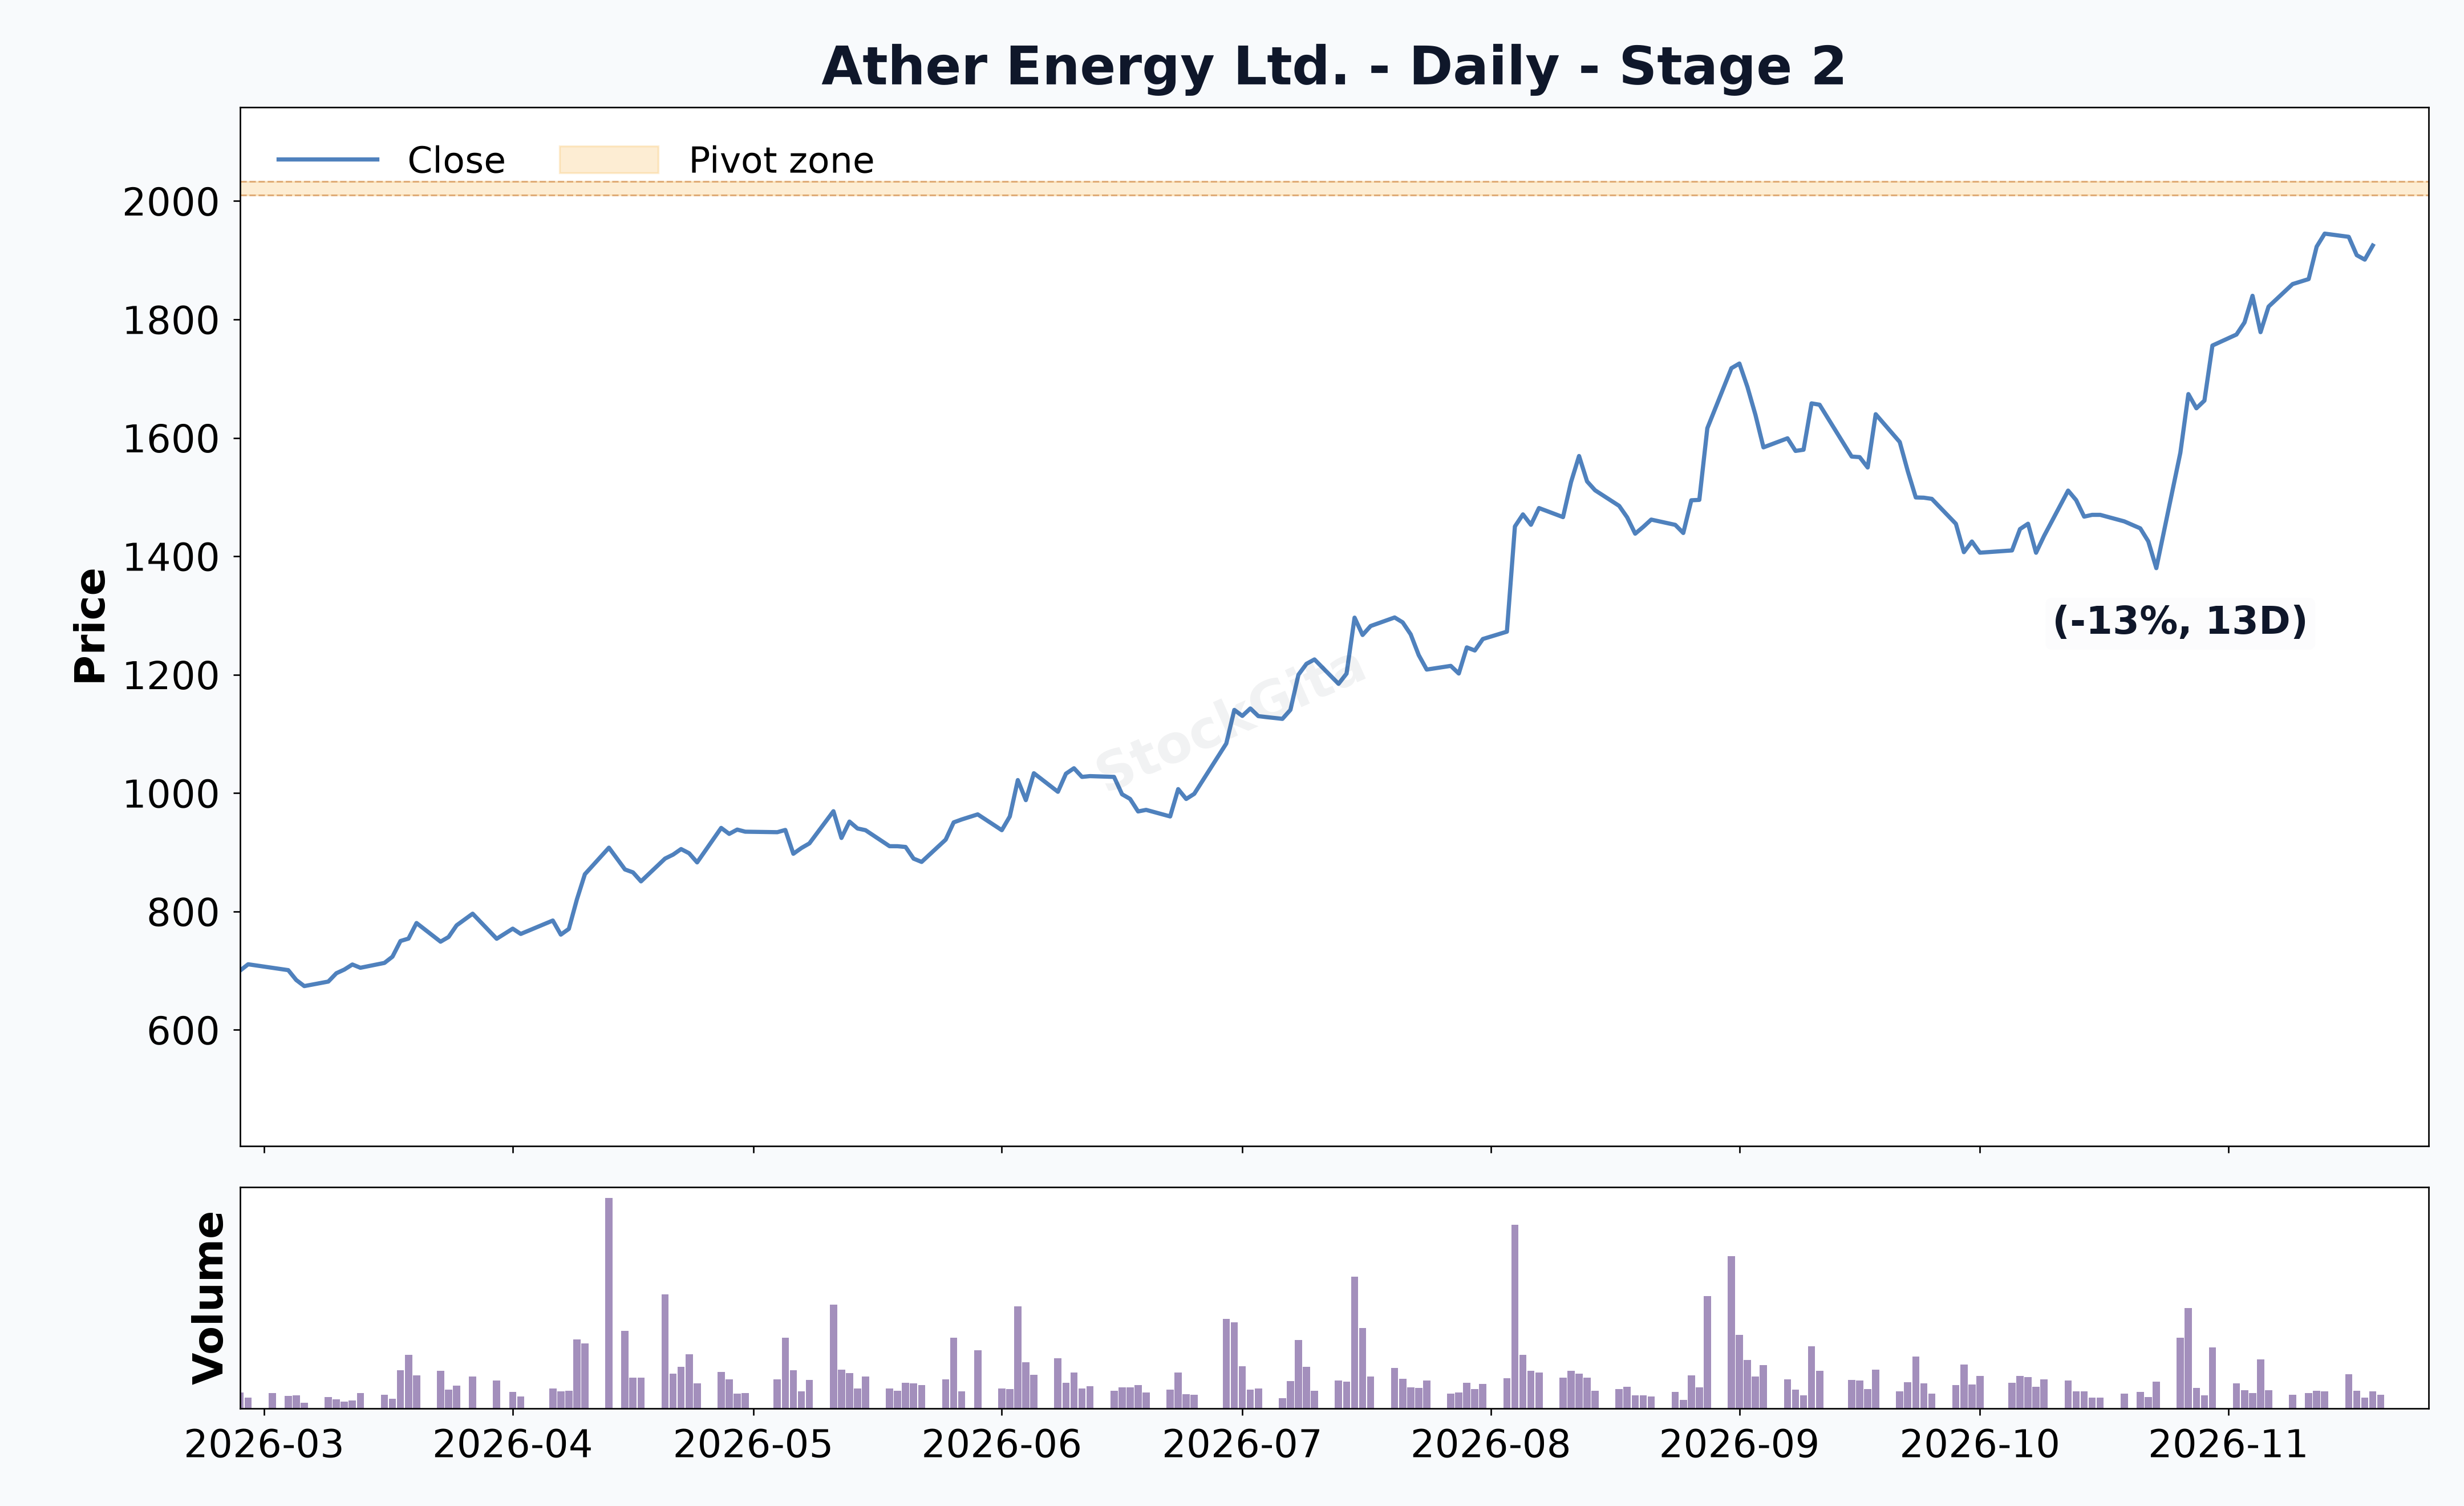 Ather Energy Ltd. - Daily - Stage 2
Close
Pivot zone
Price
2000
1800
1600
1400
1200
1000
800
600
(-13%, 13D)
StockGita
Volume
2026-03
2026-04
2026-05
2026-06
2026-07
2026-08
2026-09
2026-10
2026-11